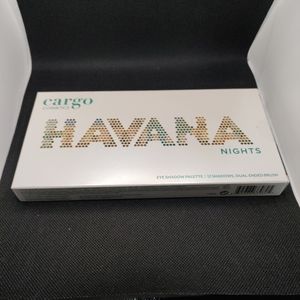 cargo
COSMETICS
HAVANA
NIGHTS
EYE SHADOW PALETTE | 12 SHADOWS, DUAL-ENDED BRUSH